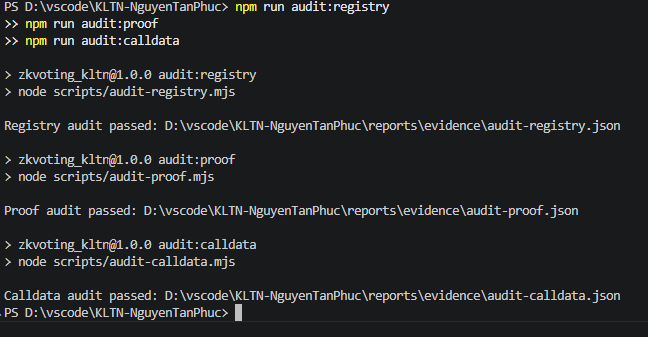 PS D:\vscode\KLTN-NguyenTanPhuc> npm run audit:registry
>> npm run audit:proof
>> npm run audit:calldata
> zkvoting_kltn@1.0.0 audit:registry
> node scripts/audit-registry.mjs
Registry audit passed: D:\vscode\KLTN-NguyenTanPhuc\reports\evidence\audit-registry.json
> zkvoting_kltn@1.0.0 audit:proof
> node scripts/audit-proof.mjs
Proof audit passed: D:\vscode\KLTN-NguyenTanPhuc\reports\evidence\audit-proof.json
> zkvoting_kltn@1.0.0 audit:calldata
> node scripts/audit-calldata.mjs
Calldata audit passed: D:\vscode\KLTN-NguyenTanPhuc\reports\evidence\audit-calldata.json
PS D:\vscode\KLTN-NguyenTanPhuc>